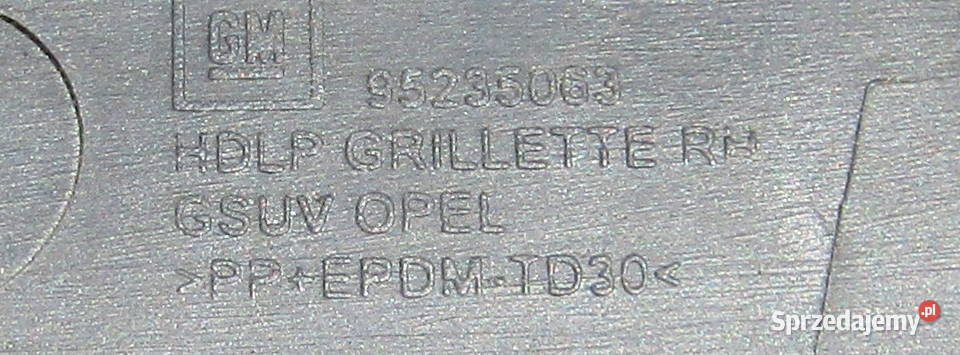 GM
95235063
HDLP GRILLETTE RH
GSUV OPEL
>PP+EPDM-TD30<
Sprzedajemy.pl